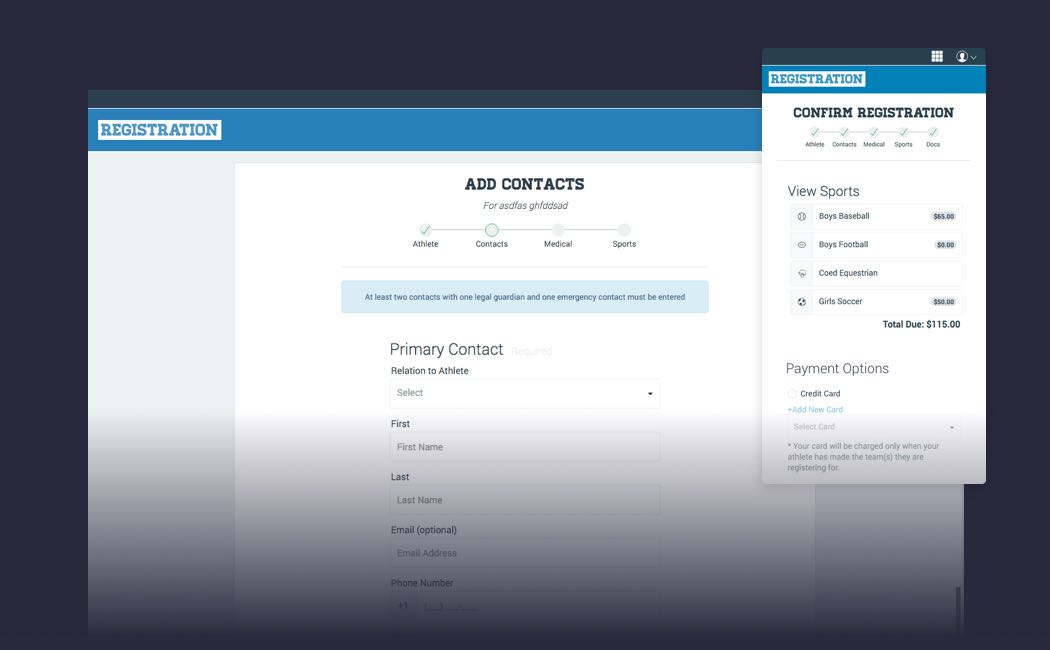 REGISTRATION
ADD CONTACTS
For asdfas ghfddsad
Athlete
Contacts
Medical
Sports
At least two contacts with one legal guardian and one emergency contact must be entered
Primary Contact Required
Relation to Athlete
Select
First
First Name
Last
Last Name
Email (optional)
Email Address
Phone Number
+1 (___) ___-____
REGISTRATION
CONFIRM REGISTRATION
Athlete
Contacts
Medical
Sports
Docs
View Sports
Boys Baseball $65.00
Boys Football $0.00
Coed Equestrian
Girls Soccer $50.00
Total Due: $115.00
Payment Options
Credit Card
+Add New Card
Select Card
* Your card will be charged only when your
athlete has made the team(s) they are
registering for.